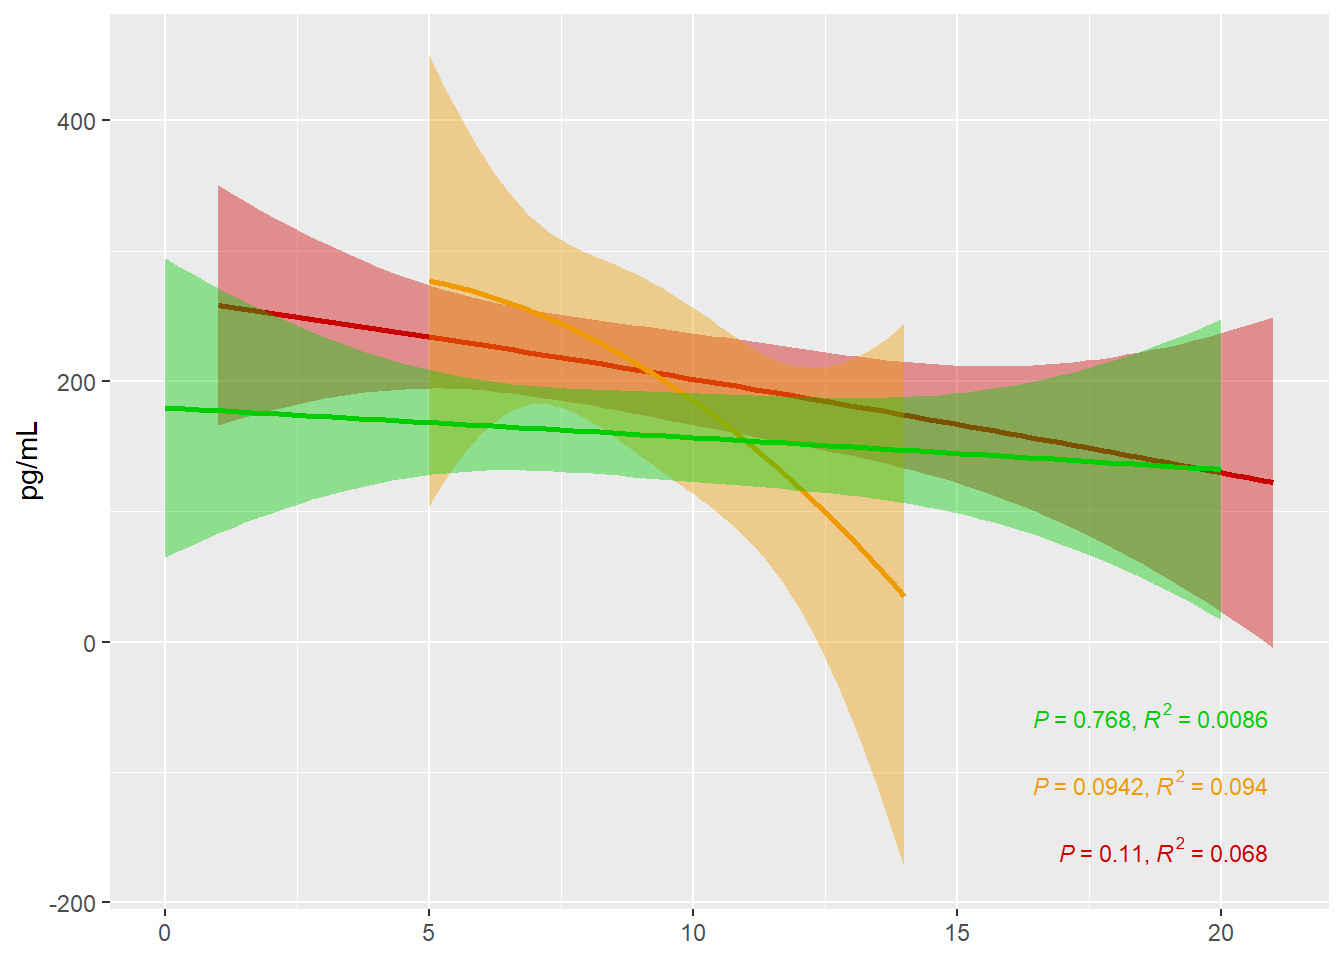 400
200
0
-200
pg/mL
P = 0.768, R² = 0.0086
P = 0.0942, R² = 0.094
P = 0.11, R² = 0.068
0 5 10 15 20